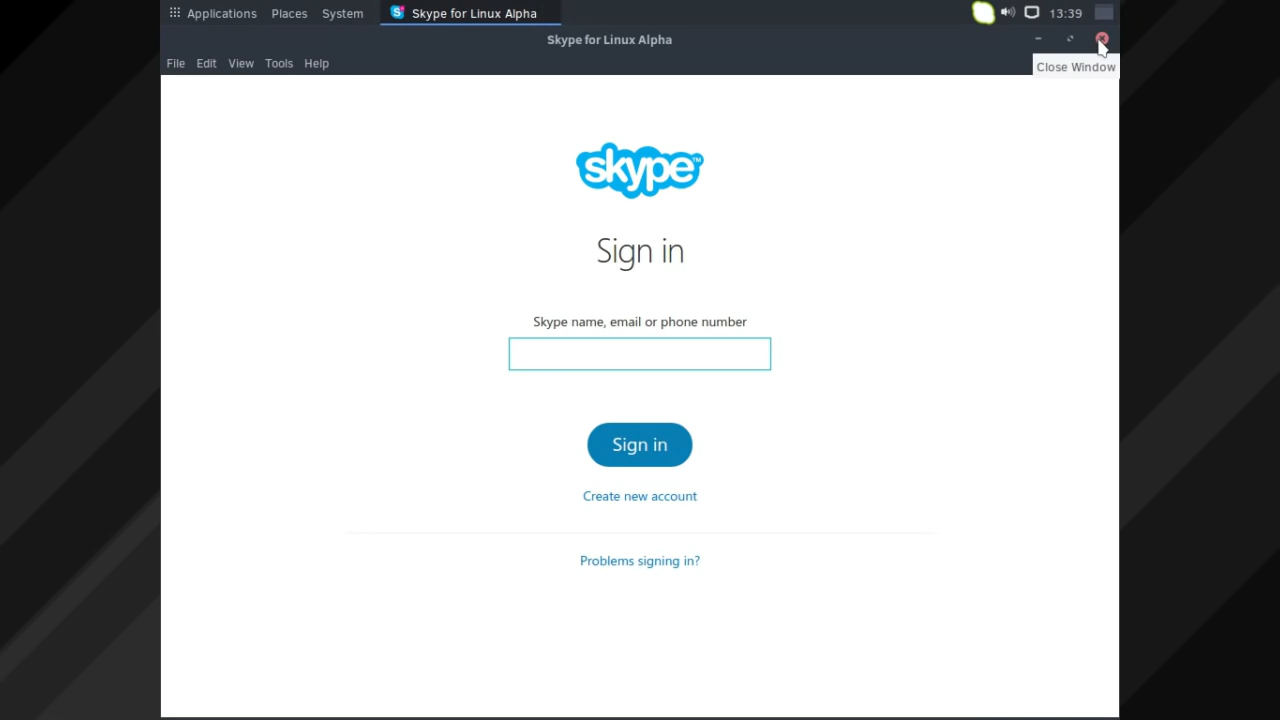 Applications Places System Skype for Linux Alpha 13:39
Skype for Linux Alpha
File Edit View Tools Help
Close Window
skype™
Sign in
Skype name, email or phone number
Sign in
Create new account
Problems signing in?